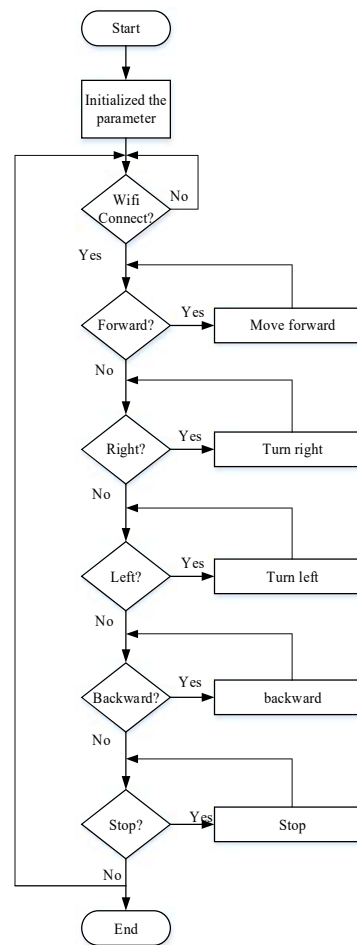 Start
Initialized the
parameter
Wifi
Connect?
No
Yes
Forward?
Yes
Move forward
No
Right?
Yes
Turn right
No
Left?
Yes
Turn left
No
Backward?
Yes
backward
No
Stop?
Yes
Stop
No
End